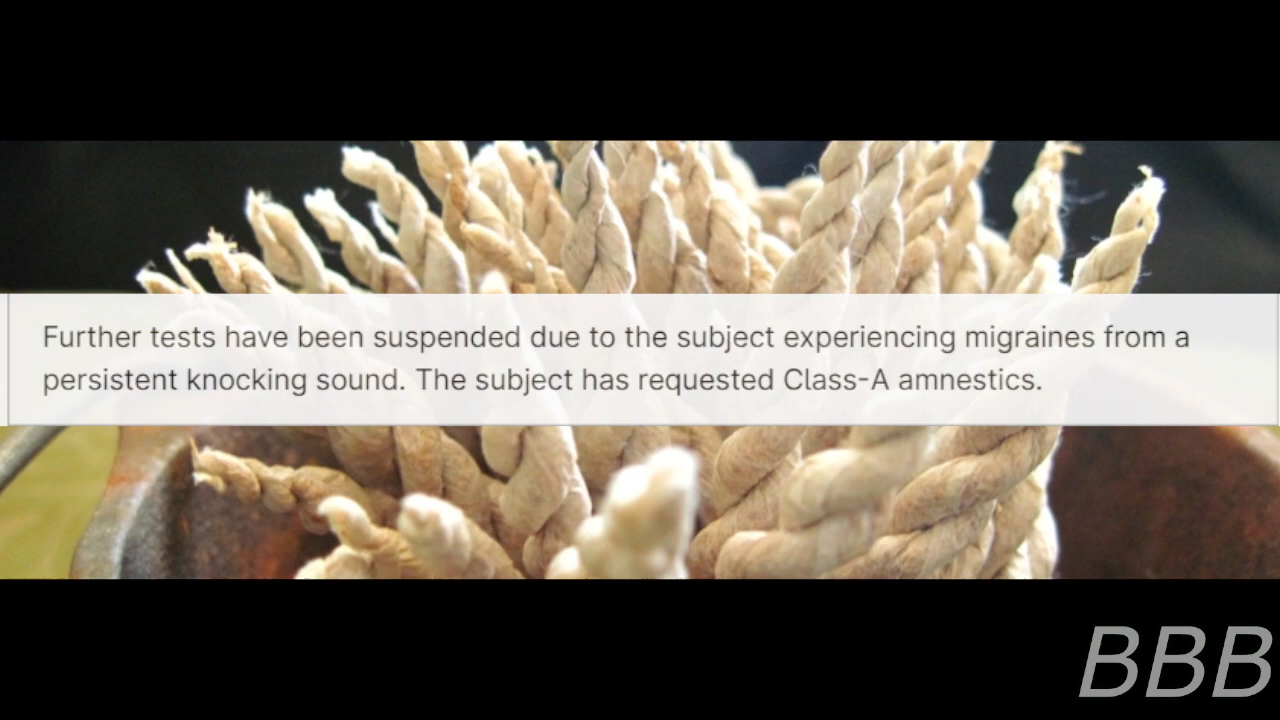 Further tests have been suspended due to the subject experiencing migraines from a
persistent knocking sound. The subject has requested Class-A amnestics.
BBB